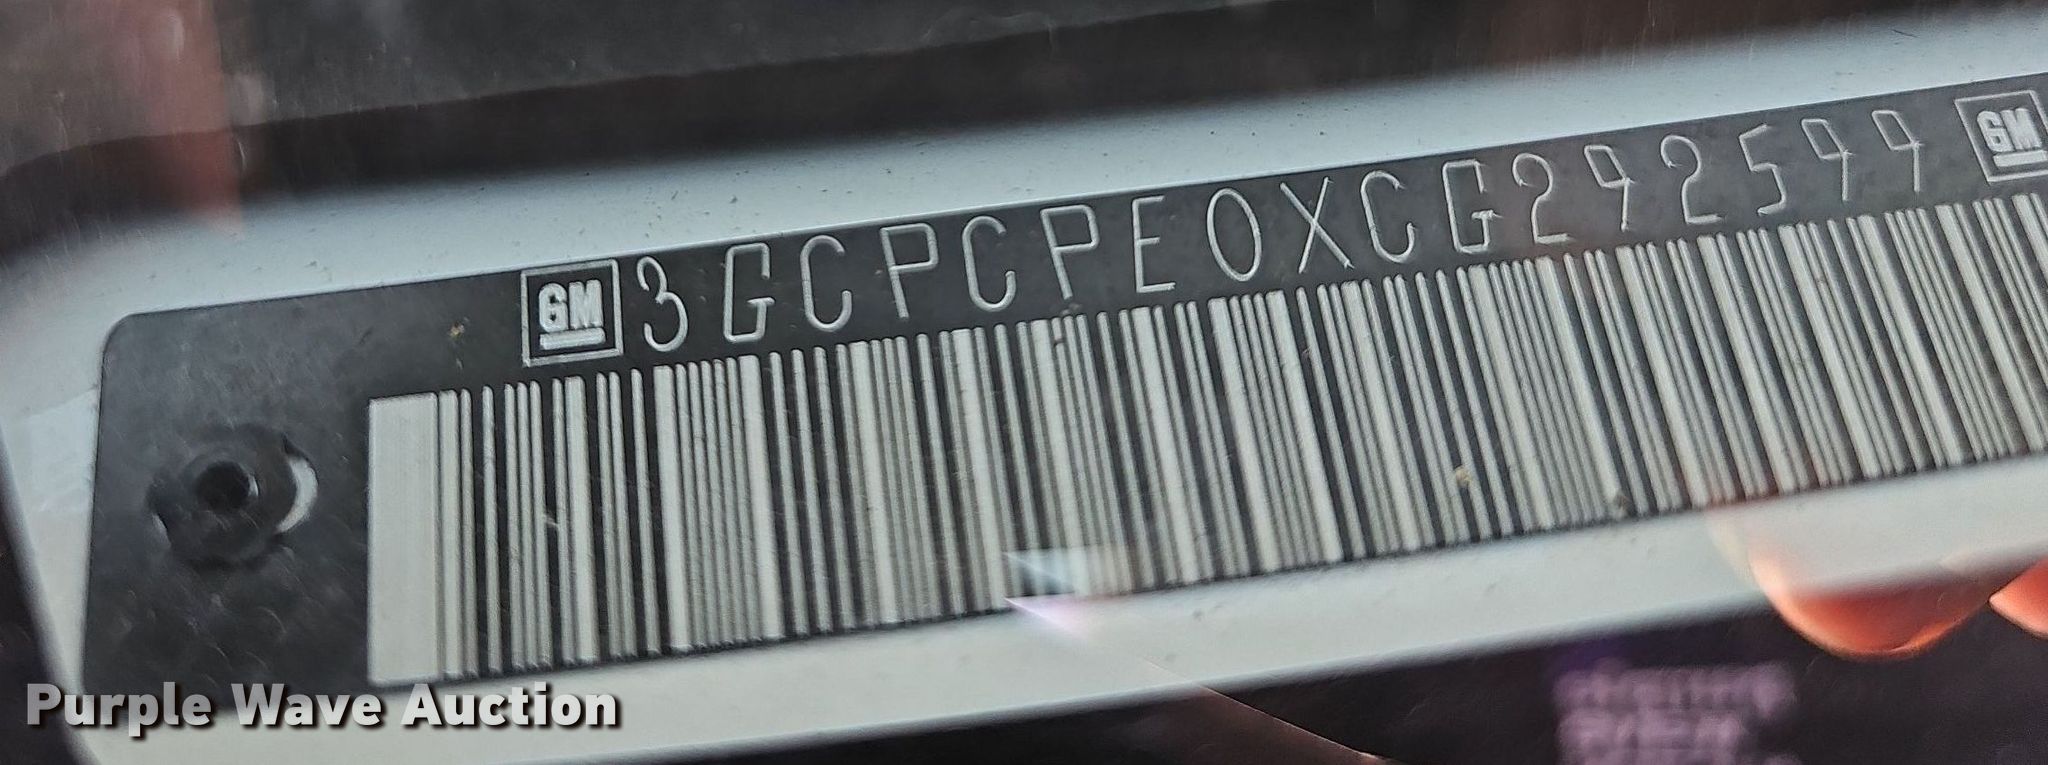 GM 3GCPCPE0XCG292599 GM
Purple Wave Auction